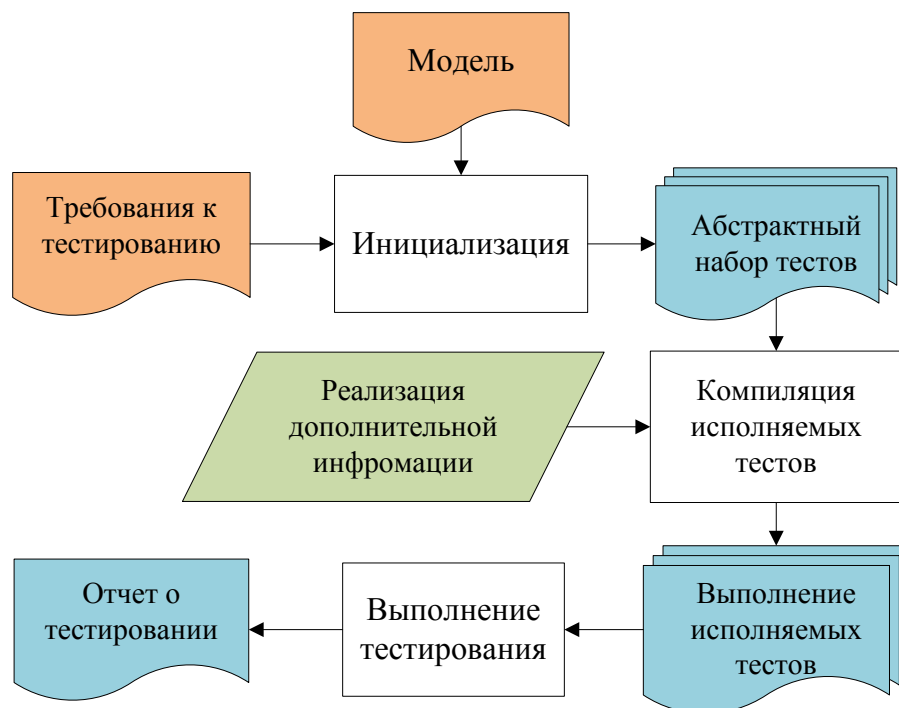 Модель
Требования к
тестированию
Инициализация
Абстрактный
набор тестов
Реализация
дополнительной
инфромации
Компиляция
исполняемых
тестов
Отчет о
тестировании
Выполнение
тестирования
Выполнение
исполняемых
тестов